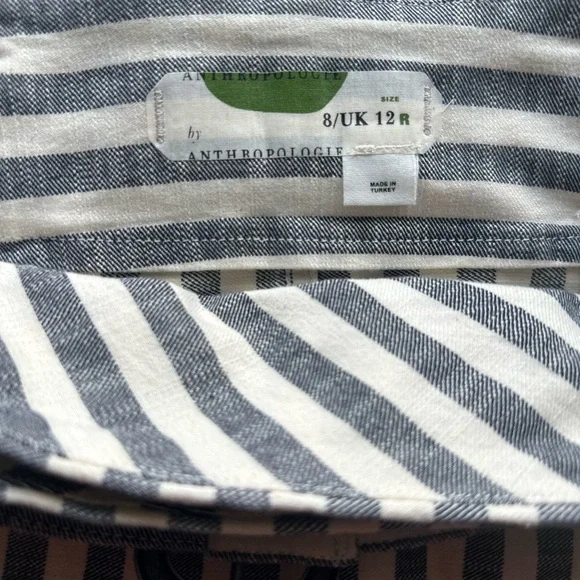 ANTHROPOLOGIE
SIZE
8/UK 12 R
by
ANTHROPOLOGIE
MADE IN
TURKEY